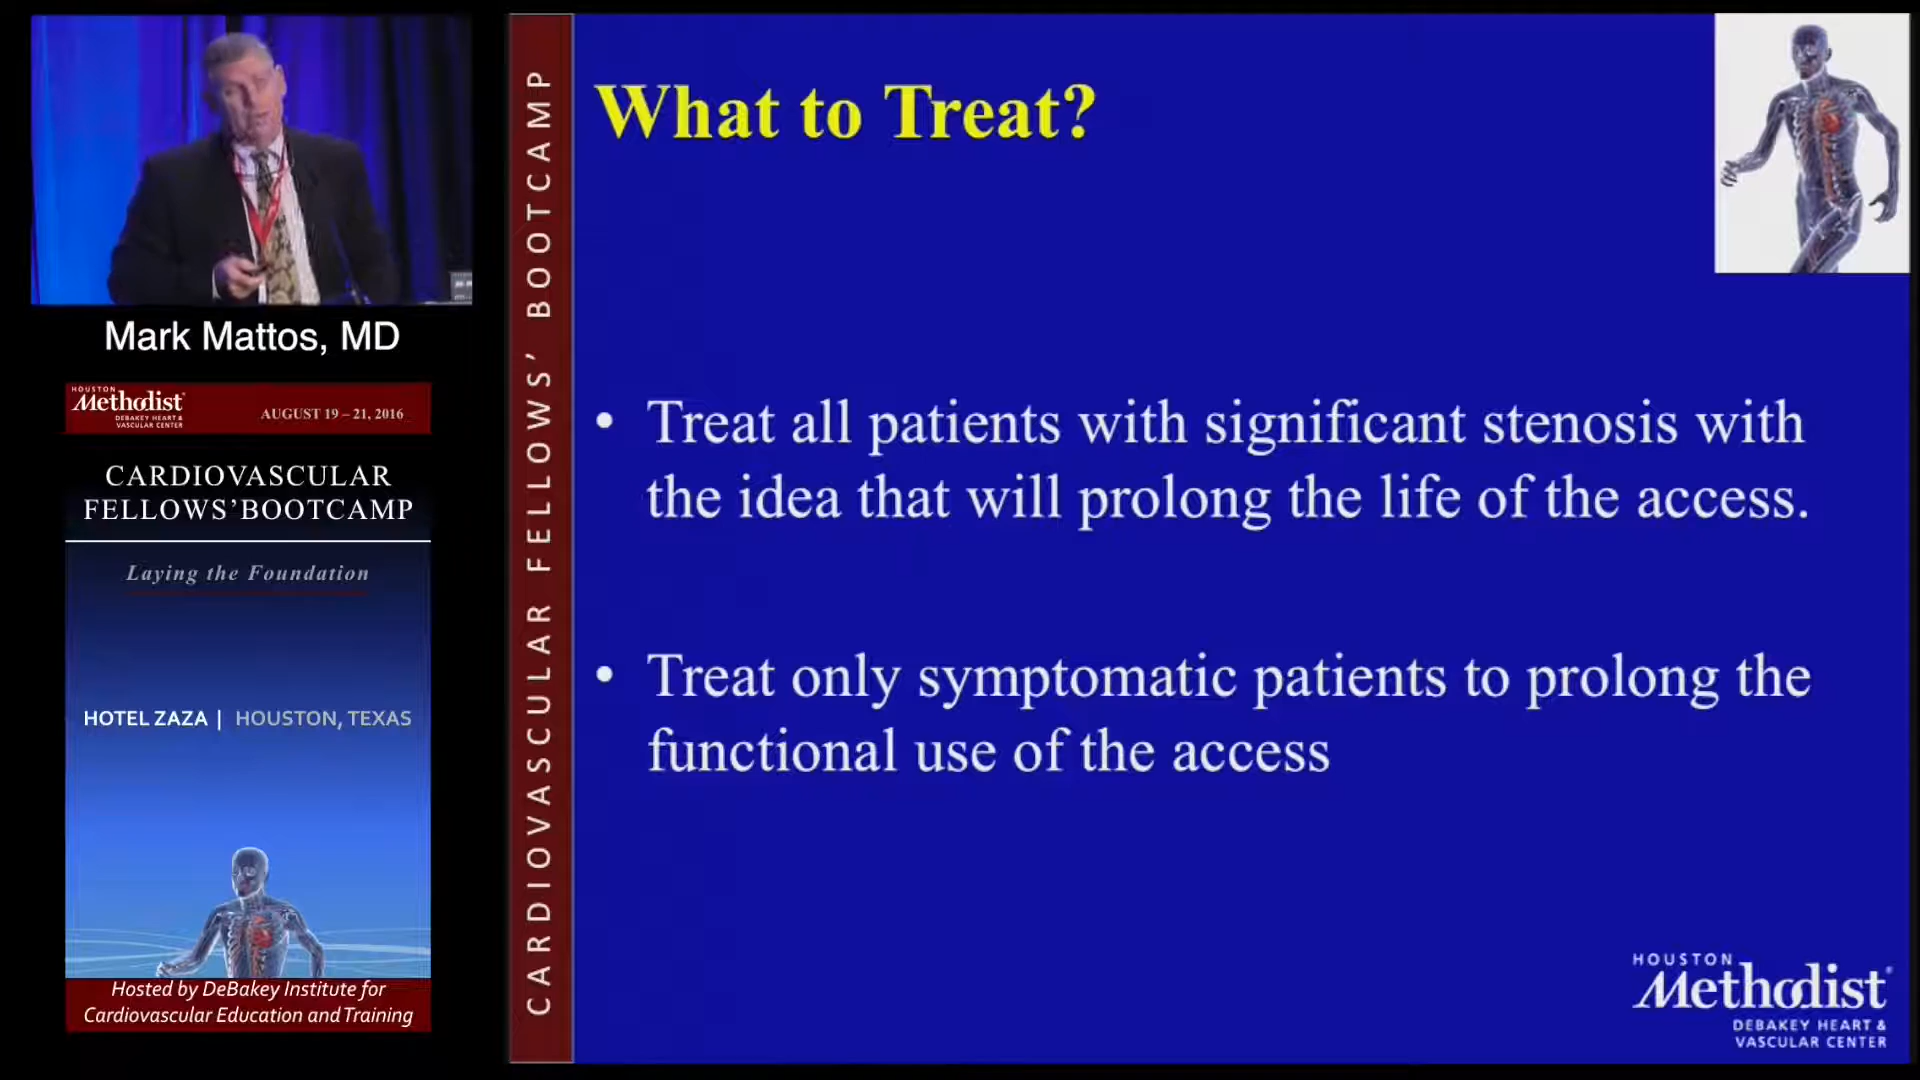 Mark Mattos, MD
HOUSTON
Methodist
DEBAKEY HEART &
VASCULAR CENTER
AUGUST 19 – 21, 2016
CARDIOVASCULAR
FELLOWS'BOOTCAMP
Laying the Foundation
HOTEL ZAZA | HOUSTON, TEXAS
Hosted by DeBakey Institute for
Cardiovascular Education and Training
CARDIOVASCULAR FELLOWS' BOOTCAMP
What to Treat?
• Treat all patients with significant stenosis with
the idea that will prolong the life of the access.
• Treat only symptomatic patients to prolong the
functional use of the access
HOUSTON
Methodist
DEBAKEY HEART &
VASCULAR CENTER